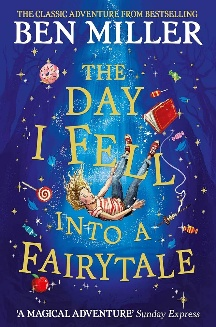 THE CLASSIC ADVENTURE FROM BESTSELLING
BEN MILLER
THE
DAY
I FELL
INTO A
FAIRYTALE
'A MAGICAL ADVENTURE' Sunday Express